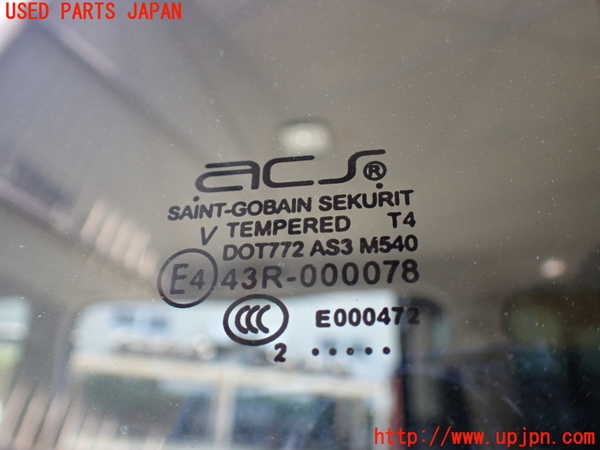 USED PARTS JAPAN
acs®
SAINT-GOBAIN SEKURIT
V TEMPERED T4
DOT772 AS3 M540
E4 43R-000078
CCC E000472
2 •••••
http://www.upjpn.com/